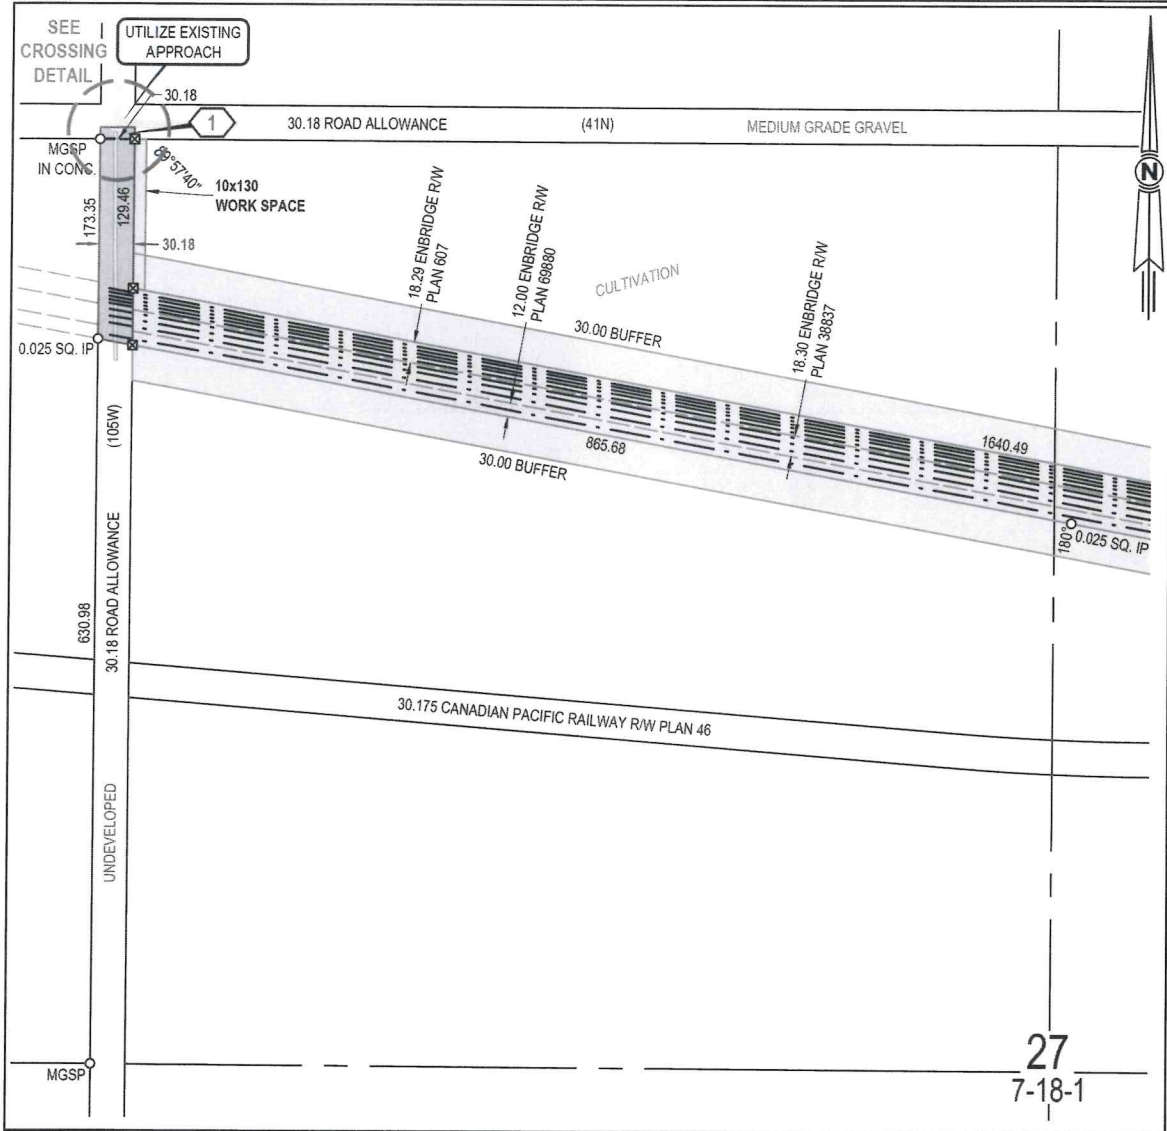 SEE
CROSSING
DETAIL
UTILIZE EXISTING
APPROACH
30.18
1
30.18 ROAD ALLOWANCE
(41N)
MEDIUM GRADE GRAVEL
N
MGSP
IN CONC.
89°57'40"
10x130
WORK SPACE
173.35
129.46
30.18
18.29 ENBRIDGE R/W
PLAN 607
12.00 ENBRIDGE R/W
PLAN 69880
CULTIVATION
18.30 ENBRIDGE R/W
PLAN 38837
30.00 BUFFER
0.025 SQ. IP
(105W)
865.68
1640.49
30.00 BUFFER
180°
0.025 SQ. IP
30.18 ROAD ALLOWANCE
630.98
30.175 CANADIAN PACIFIC RAILWAY R/W PLAN 46
UNDEVELOPED
MGSP
27
7-18-1